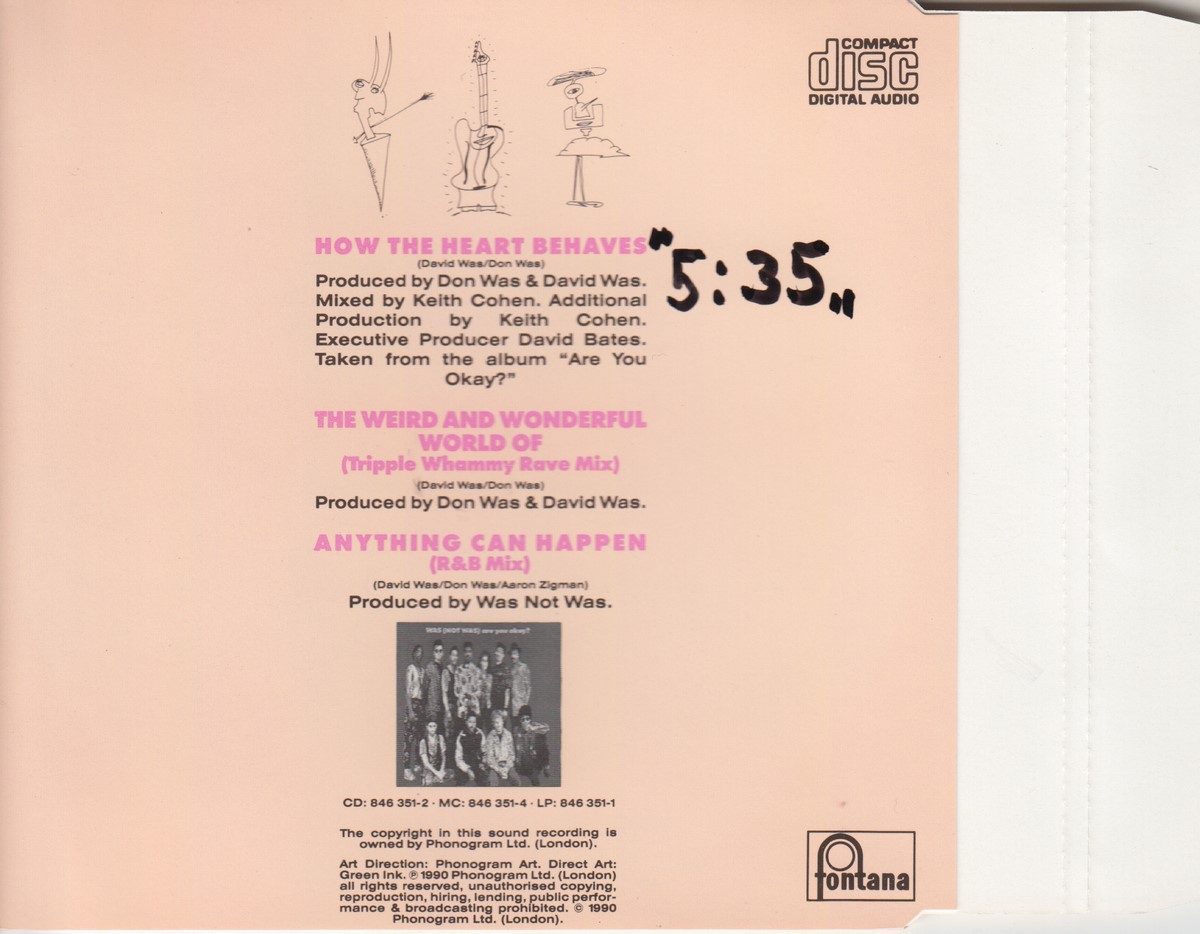 COMPACT
disc
DIGITAL AUDIO
HOW THE HEART BEHAVES
"5:35"
(David Was/Don Was)
Produced by Don Was & David Was.
Mixed by Keith Cohen. Additional
Production by Keith Cohen.
Executive Producer David Bates.
Taken from the album “Are You
Okay?”
THE WEIRD AND WONDERFUL
WORLD OF
(Tripple Whammy Rave Mix)
(David Was/Don Was)
Produced by Don Was & David Was.
ANYTHING CAN HAPPEN
(R&B Mix)
(David Was/Don Was/Aaron Zigman)
Produced by Was Not Was.
WAS (NOT WAS) are you okay?
CD: 846 351-2 · MC: 846 351-4 · LP: 846 351-1
The copyright in this sound recording is
owned by Phonogram Ltd. (London).
Art Direction: Phonogram Art. Direct Art:
Green Ink. ℗ 1990 Phonogram Ltd. (London)
all rights reserved, unauthorised copying,
reproduction, hiring, lending, public perfor-
mance & broadcasting prohibited. © 1990
Phonogram Ltd. (London).
fontana